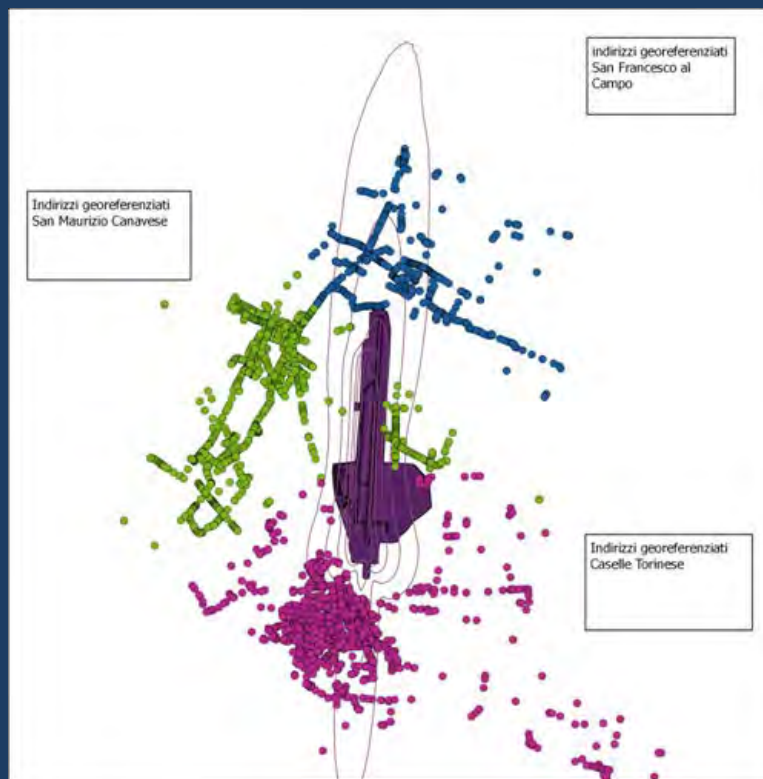 indirizzi georeferenziati
San Francesco al
Campo
Indirizzi georeferenziati
San Maurizio Canavese
Indirizzi georeferenziati
Caselle Torinese